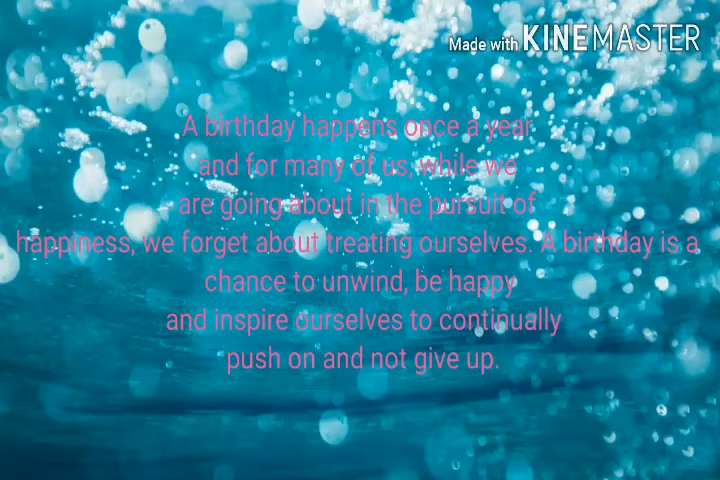 Made with KINEMASTER
A birthday happens once a year
and for many of us, while we
are going about in the pursuit of
happiness, we forget about treating ourselves. A birthday is a
chance to unwind, be happy
and inspire ourselves to continually
push on and not give up.